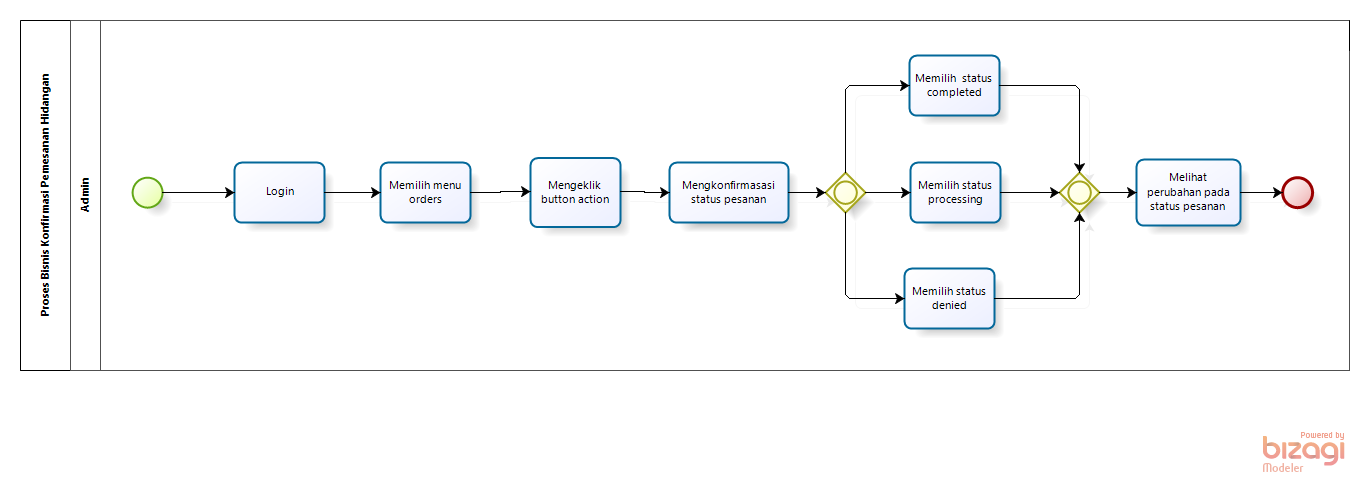 Proses Bisnis Konfirmasi Pemesanan Hidangan
Admin
Login
Memilih menu
orders
Mengeklik
button action
Mengkonfirmasasi
status pesanan
Memilih status
completed
Memilih status
processing
Memilih status
denied
Melihat
perubahan pada
status pesanan
Powered by
bizagi
Modeler